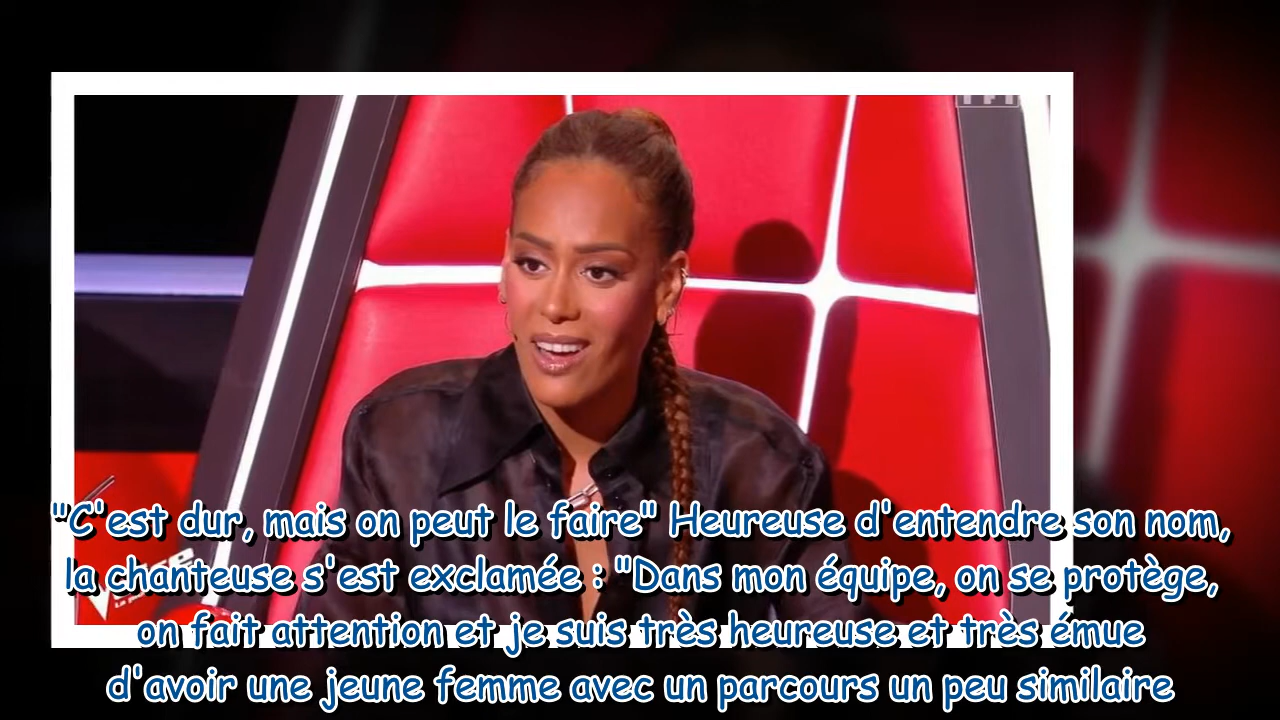 TF1
"C'est dur, mais on peut le faire" Heureuse d'entendre son nom,
la chanteuse s'est exclamée : "Dans mon équipe, on se protège,
on fait attention et je suis très heureuse et très émue
d'avoir une jeune femme avec un parcours un peu similaire